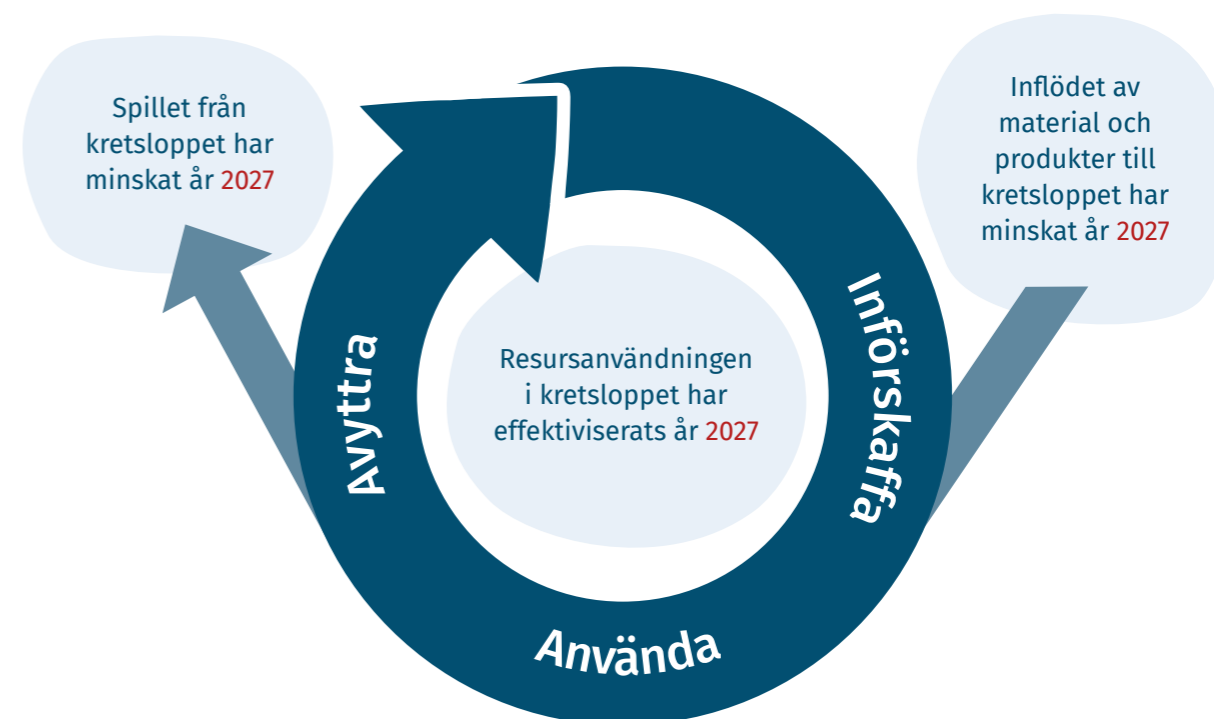 Spillet från
kretsloppet har
minskat år 2027
Inflödet av
material och
produkter till
kretsloppet har
minskat år 2027
Resursanvändningen
i kretsloppet har
effektiviserats år 2027
Införskaffa
Använda
Avyttra